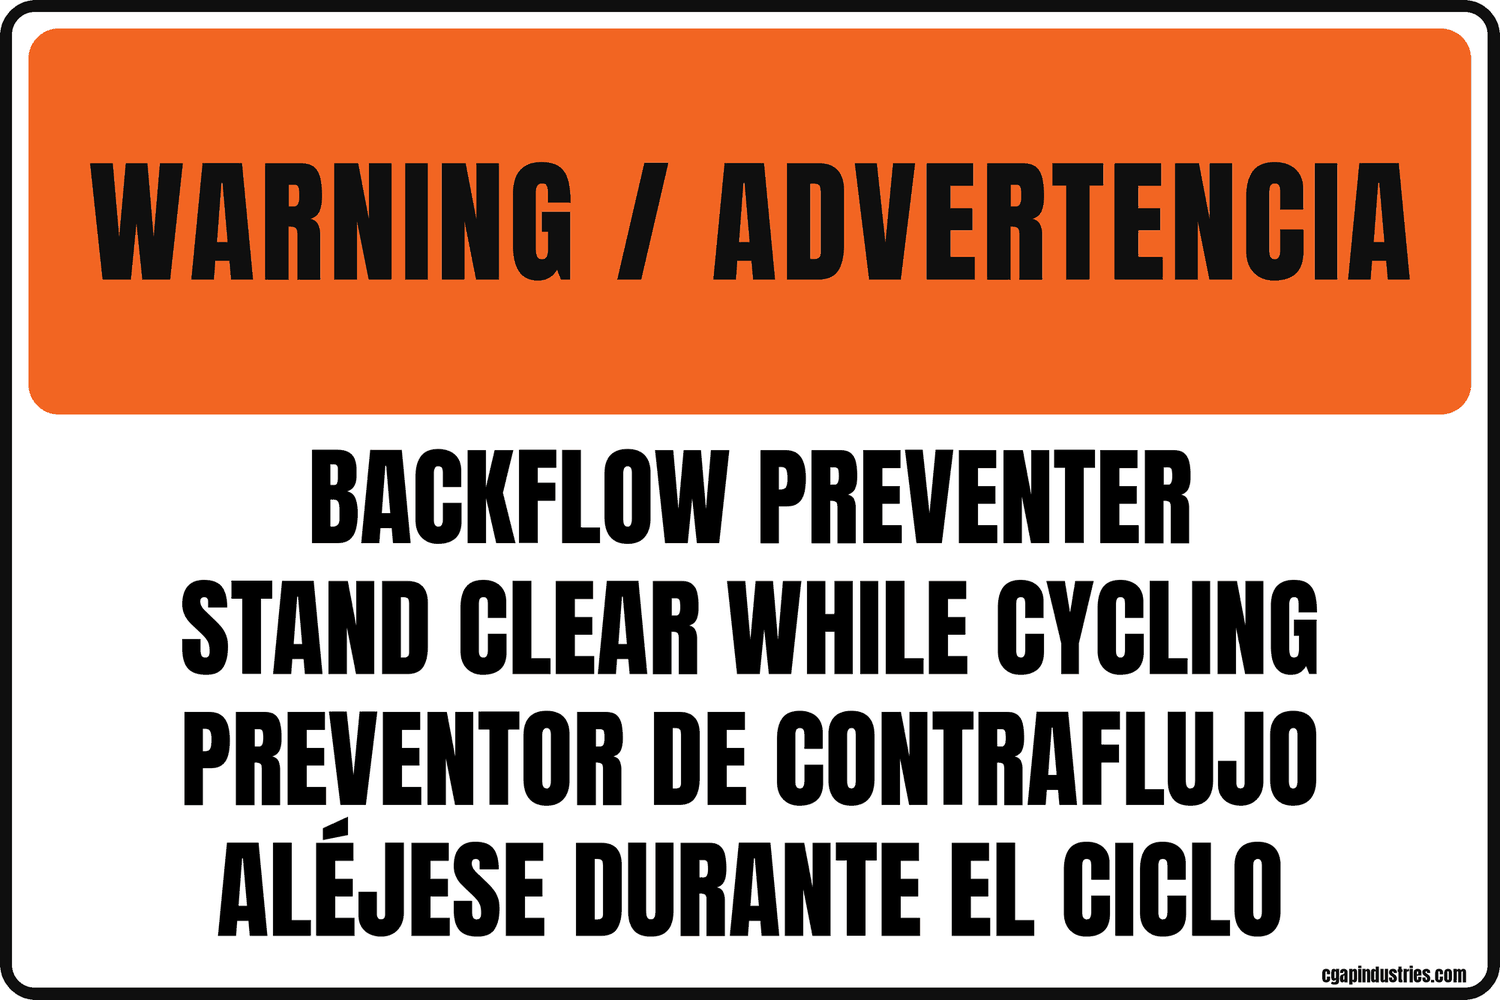 WARNING / ADVERTENCIA
BACKFLOW PREVENTER
STAND CLEAR WHILE CYCLING
PREVENTOR DE CONTRAFLUJO
ALÉJESE DURANTE EL CICLO
cgapindustries.com